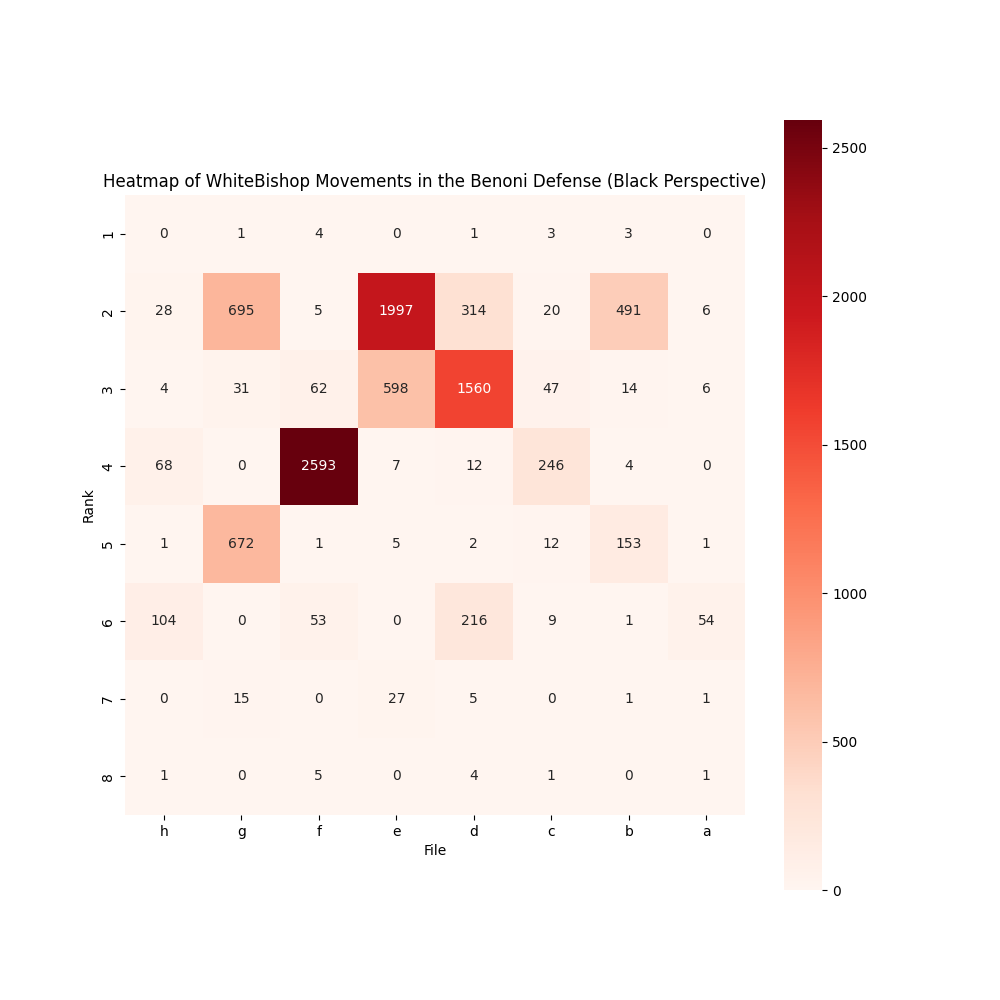 Heatmap of WhiteBishop Movements in the Benoni Defense (Black Perspective)
1 0 1 4 0 1 3 3 0
2 28 695 5 1997 314 20 491 6
3 4 31 62 598 1560 47 14 6
4 68 0 2593 7 12 246 4 0
5 1 672 1 5 2 12 153 1
6 104 0 53 0 216 9 1 54
7 0 15 0 27 5 0 1 1
8 1 0 5 0 4 1 0 1
h g f e d c b a
File
Rank
2500
2000
1500
1000
500
0